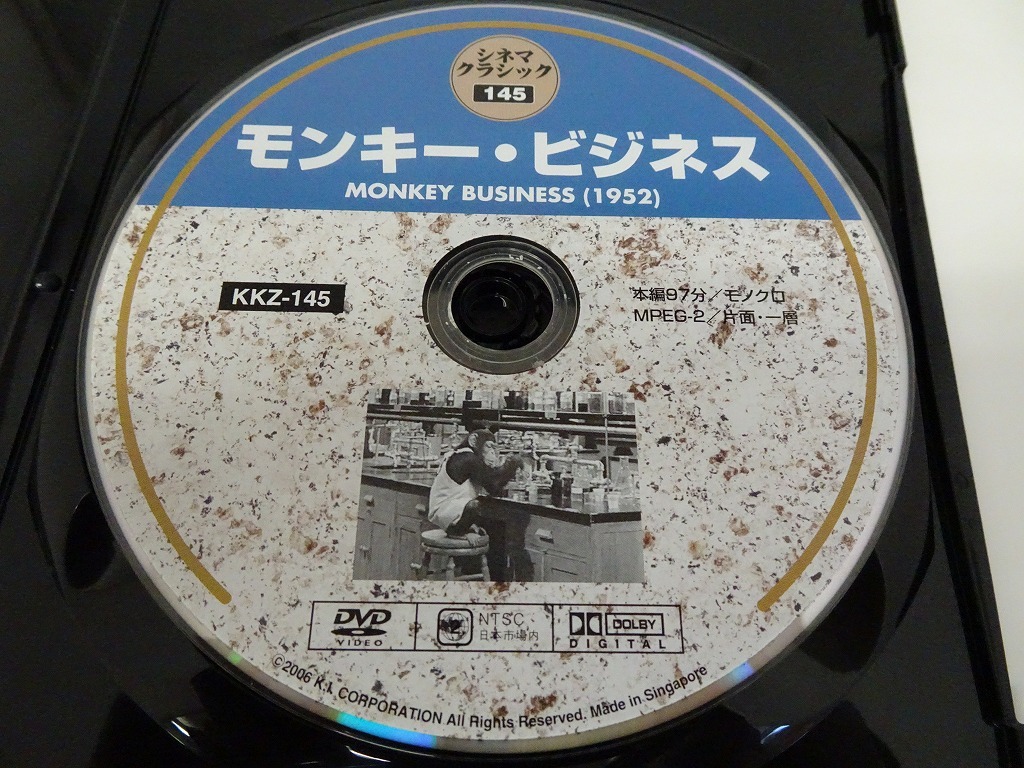 シネマ
クラシック
145
モンキー・ビジネス
MONKEY BUSINESS (1952)
KKZ-145
本編97分／モノクロ
MPEG-2／片面・一層
DVD
VIDEO
NTSC
日本市場内
DOLBY
DIGITAL
©2006 K.I. CORPORATION All Rights Reserved. Made in Singapore